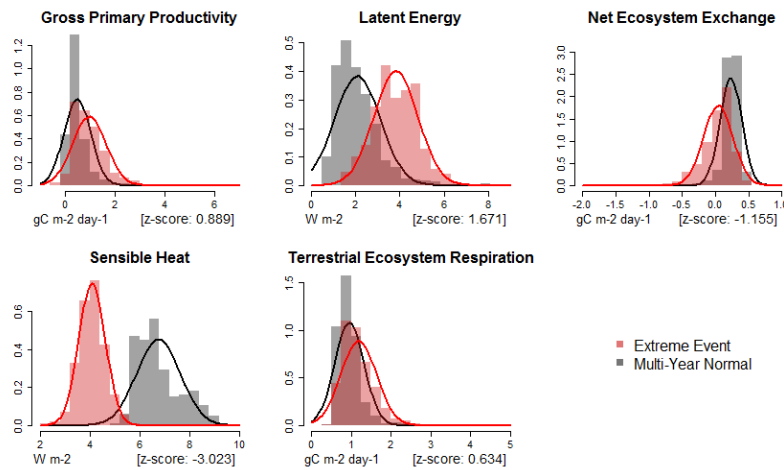 Gross Primary Productivity
0.0 0.2 0.4 0.6 0.8 1.0 1.2
0 2 4 6
gC m-2 day-1 [z-score: 0.889]
Latent Energy
0.0 0.1 0.2 0.3 0.4 0.5
0 2 4 6 8
W m-2 [z-score: 1.671]
Net Ecosystem Exchange
0.0 0.5 1.0 1.5 2.0 2.5 3.0
-2.0 -1.5 -1.0 -0.5 0.0 0.5 1.0
gC m-2 day-1 [z-score: -1.155]
Sensible Heat
0.0 0.2 0.4 0.6
2 4 6 8 10
W m-2 [z-score: -3.023]
Terrestrial Ecosystem Respiration
0.0 0.5 1.0 1.5
0 1 2 3 4 5
gC m-2 day-1 [z-score: 0.634]
Extreme Event
Multi-Year Normal